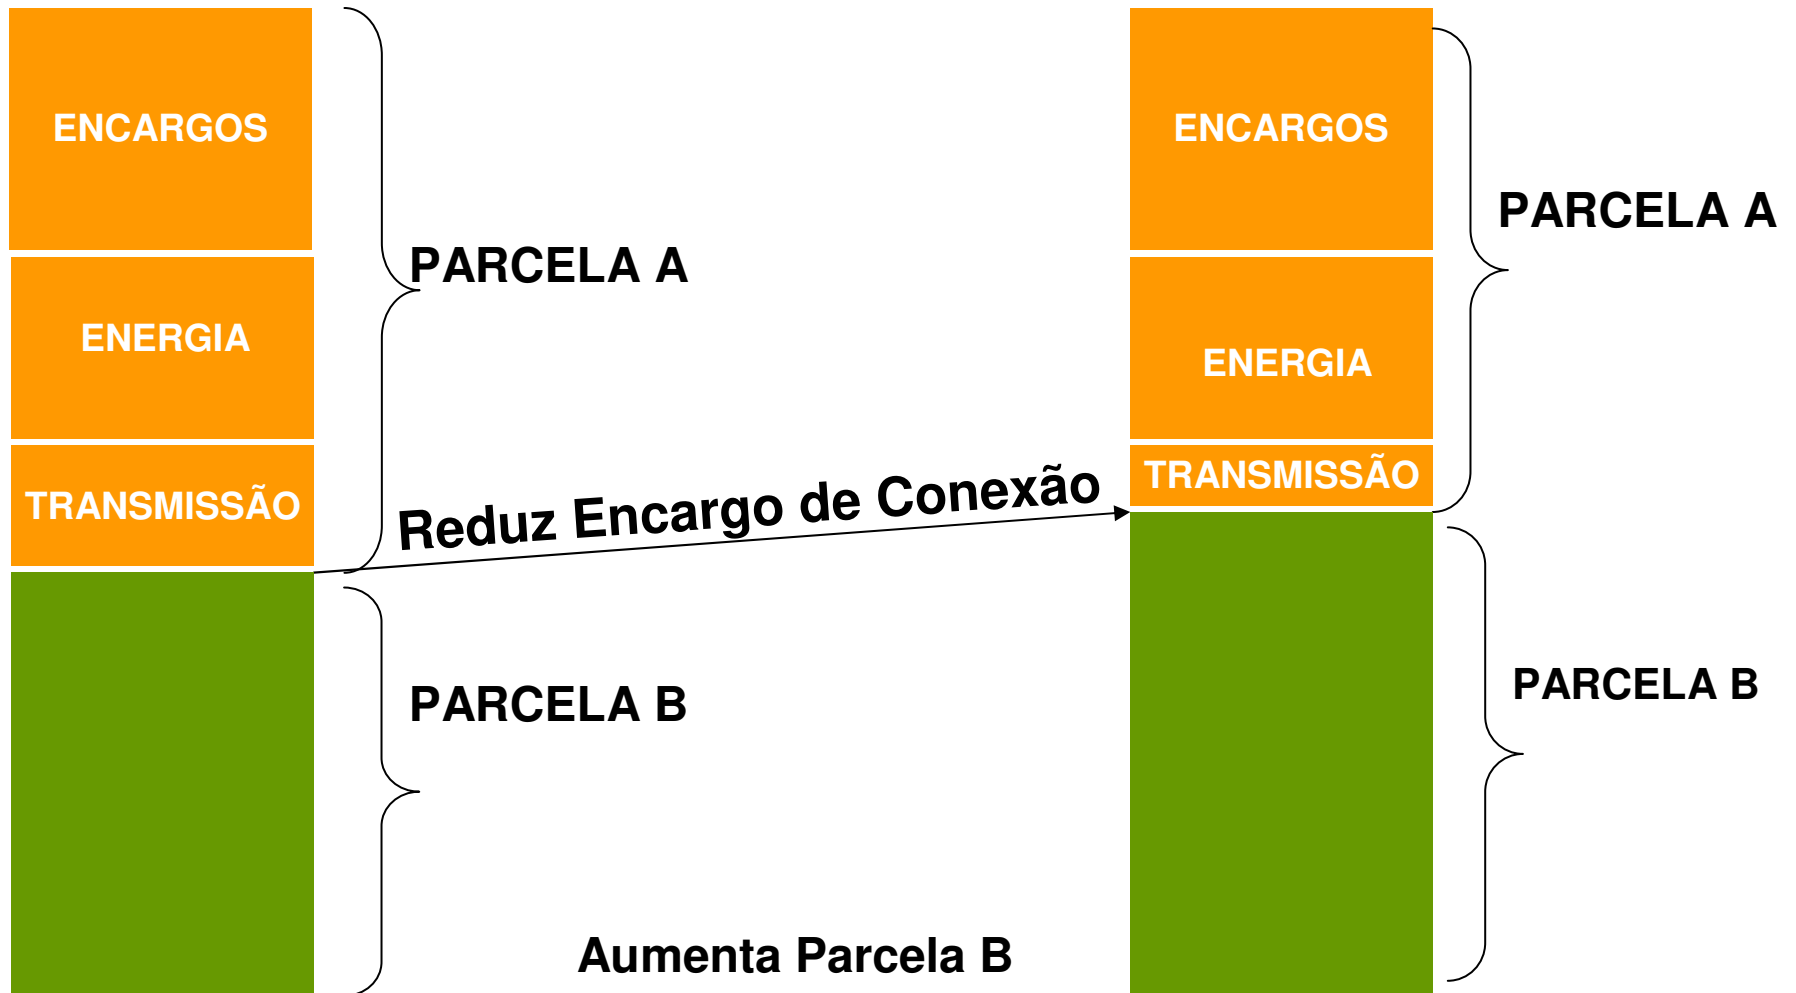 ENCARGOS
ENERGIA
TRANSMISSÃO
PARCELA A
PARCELA B
Reduz Encargo de Conexão
Aumenta Parcela B
ENCARGOS
ENERGIA
TRANSMISSÃO
PARCELA A
PARCELA B